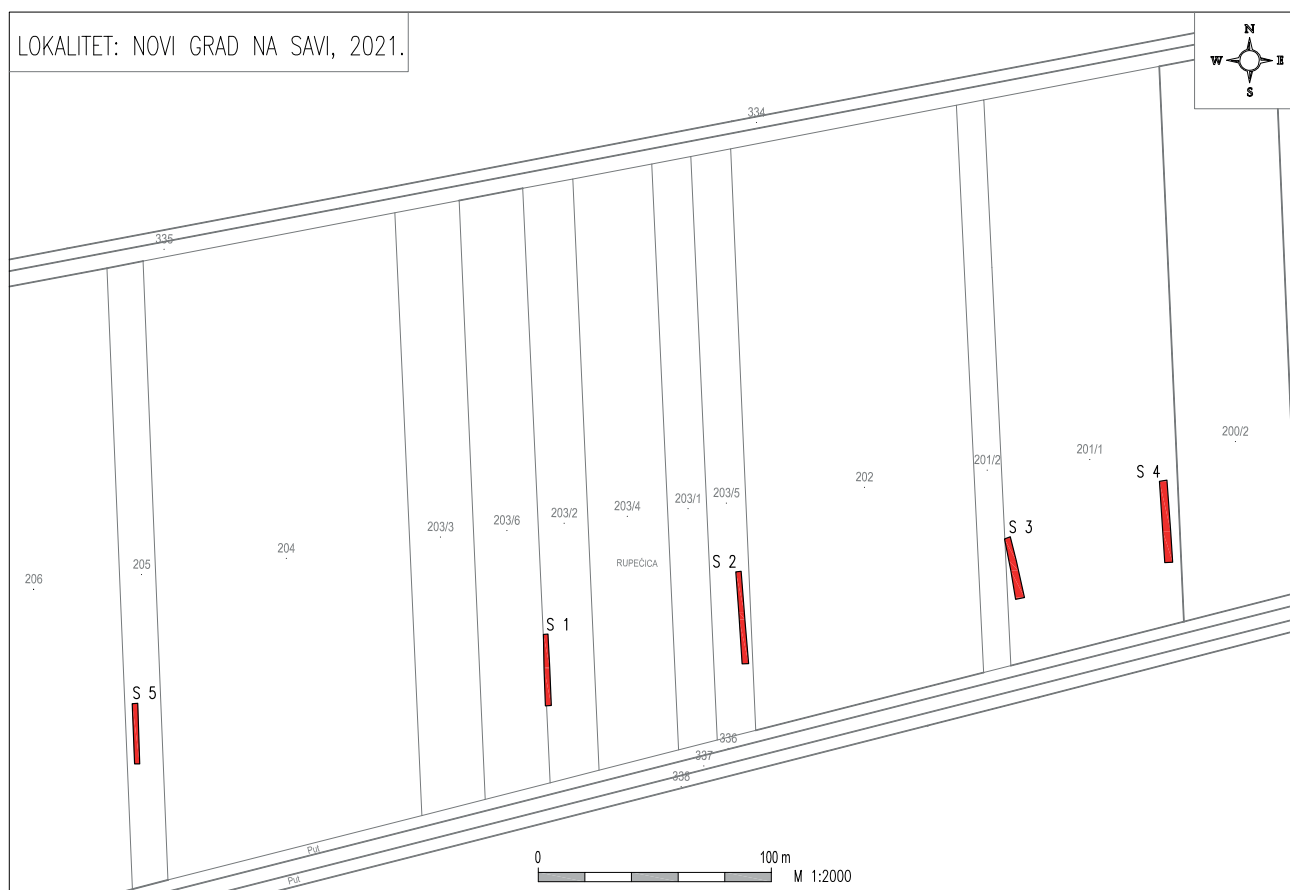 LOKALITET: NOVI GRAD NA SAVI, 2021.
N
W E
S
334
335
200/2
201/1
S 4
201/2
202
203/5
203/1
203/4
203/2
203/6
203/3
S 3
204
RUPEČICA
S 2
205
206
S 1
S 5
336
337
338
Put
Put
0 100 m
M 1:2000